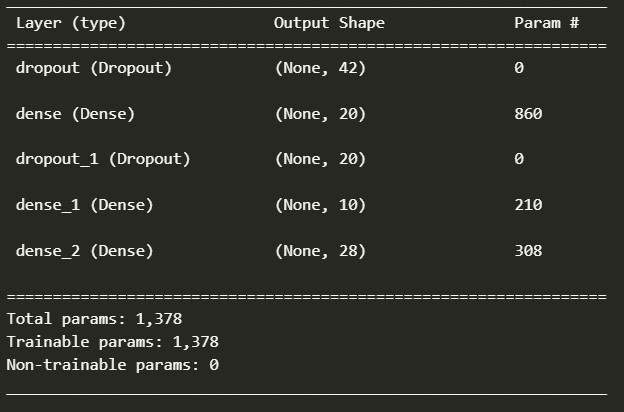 Layer (type) Output Shape Param #
=================================================================
dropout (Dropout) (None, 42) 0
dense (Dense) (None, 20) 860
dropout_1 (Dropout) (None, 20) 0
dense_1 (Dense) (None, 10) 210
dense_2 (Dense) (None, 28) 308
=================================================================
Total params: 1,378
Trainable params: 1,378
Non-trainable params: 0